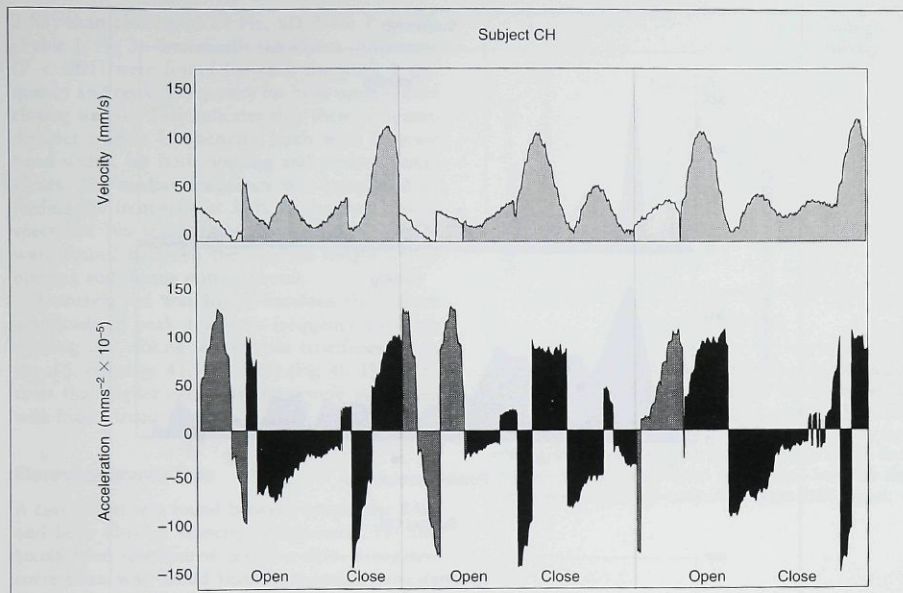 Subject CH
Velocity (mm/s)
150
100
50
0
Acceleration (mms⁻² × 10⁻⁵)
150
100
50
0
−50
−100
−150
Open Close Open Close Open Close